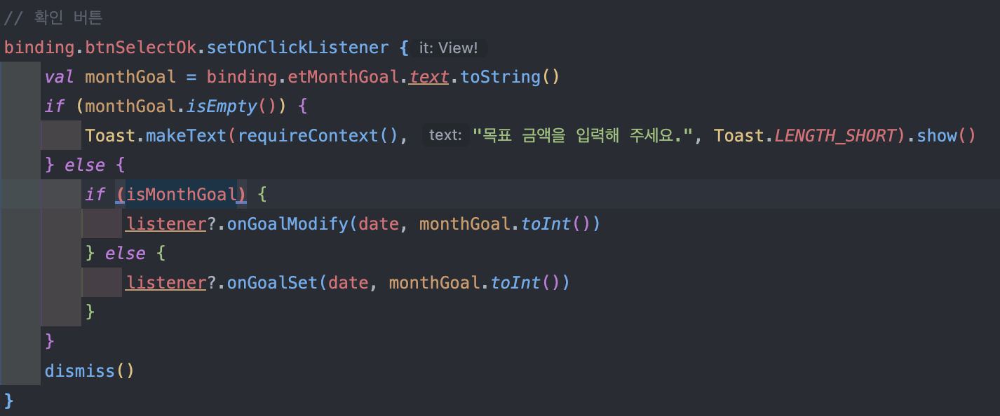 // 확인 버튼
binding.btnSelectOk.setOnClickListener { it: View!
val monthGoal = binding.etMonthGoal.text.toString()
if (monthGoal.isEmpty()) {
Toast.makeText(requireContext(), text: "목표 금액을 입력해 주세요.", Toast.LENGTH_SHORT).show()
} else {
if (isMonthGoal) {
listener?.onGoalModify(date, monthGoal.toInt())
} else {
listener?.onGoalSet(date, monthGoal.toInt())
}
}
dismiss()
}